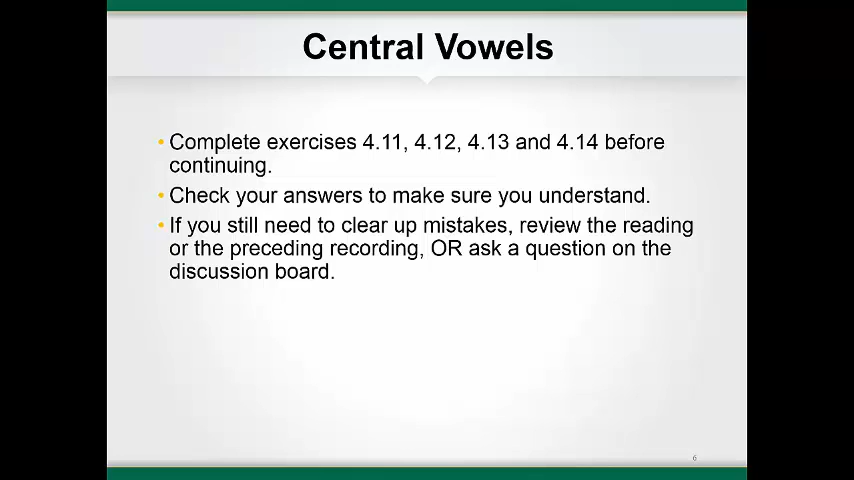 Central Vowels
• Complete exercises 4.11, 4.12, 4.13 and 4.14 before
continuing.
• Check your answers to make sure you understand.
• If you still need to clear up mistakes, review the reading
or the preceding recording, OR ask a question on the
discussion board.
6